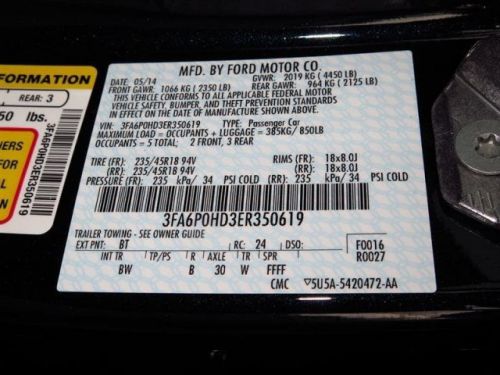 FORMATION
REAR: 3
50 lbs.
HERS
3FA6P0HD3ER350619
MFD. BY FORD MOTOR CO.
DATE: 05/14 GVWR: 2019 KG ( 4450 LB)
FRONT GAWR: 1066 KG ( 2350 LB) REAR GAWR: 964 KG ( 2125 LB)
THIS VEHICLE CONFORMS TO ALL APPLICABLE FEDERAL MOTOR
VEHICLE SAFETY, BUMPER, AND THEFT PREVENTION STANDARDS
IN EFFECT ON THE DATE OF MANUFACTURE SHOWN ABOVE.
VEHICLE IDENTIFICATION
VIN: 3FA6P0HD3ER350619 TYPE: Passenger Car
MAXIMUM LOAD = OCCUPANTS + LUGGAGE = 385KG/850LB
OCCUPANTS = 5 TOTAL: 2 FRONT, 3 REAR
TIRE (FR): 235/45R18 94V RIMS (FR): 18x8.0J
(RR): 235/45R18 94V (RR): 18x8.0J
PRESSURE (FR): 235 kPa/ 34 PSI COLD (RR): 235 kPa/ 34 PSI COLD
3FA6P0HD3ER350619
TRAILER TOWING - SEE OWNER GUIDE
EXT PNT: BT RC: 24 DSO: F0016
R0027
INT TR TP/PS R AXLE TR SPR
BW B 30 W FFFF
CMC 5U5A-5420472-AA